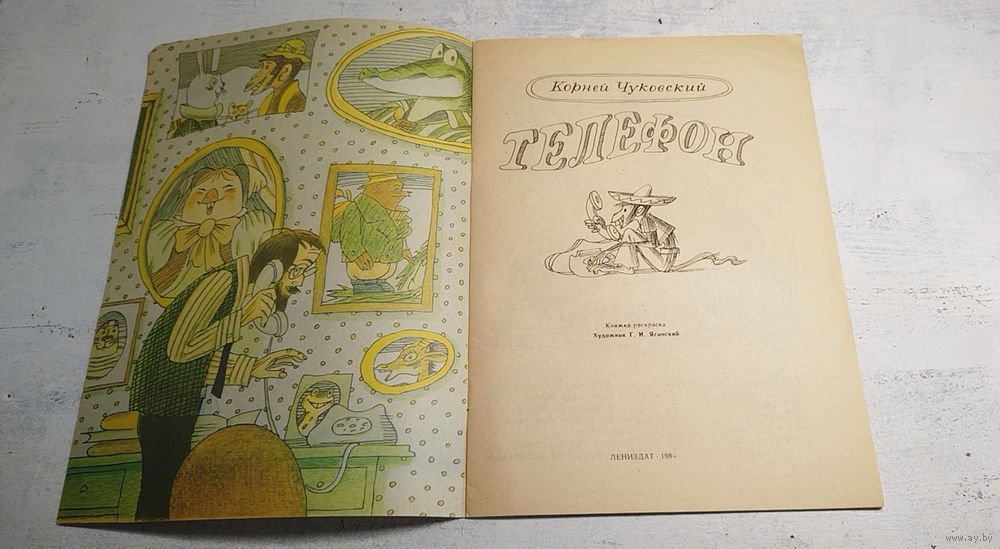 Корней Чуковский
ТЕЛЕФОН
Книжка-раскраска
Художник Г. И. Ясинский
ЛЕНИЗДАТ · 1984
www.ay.by